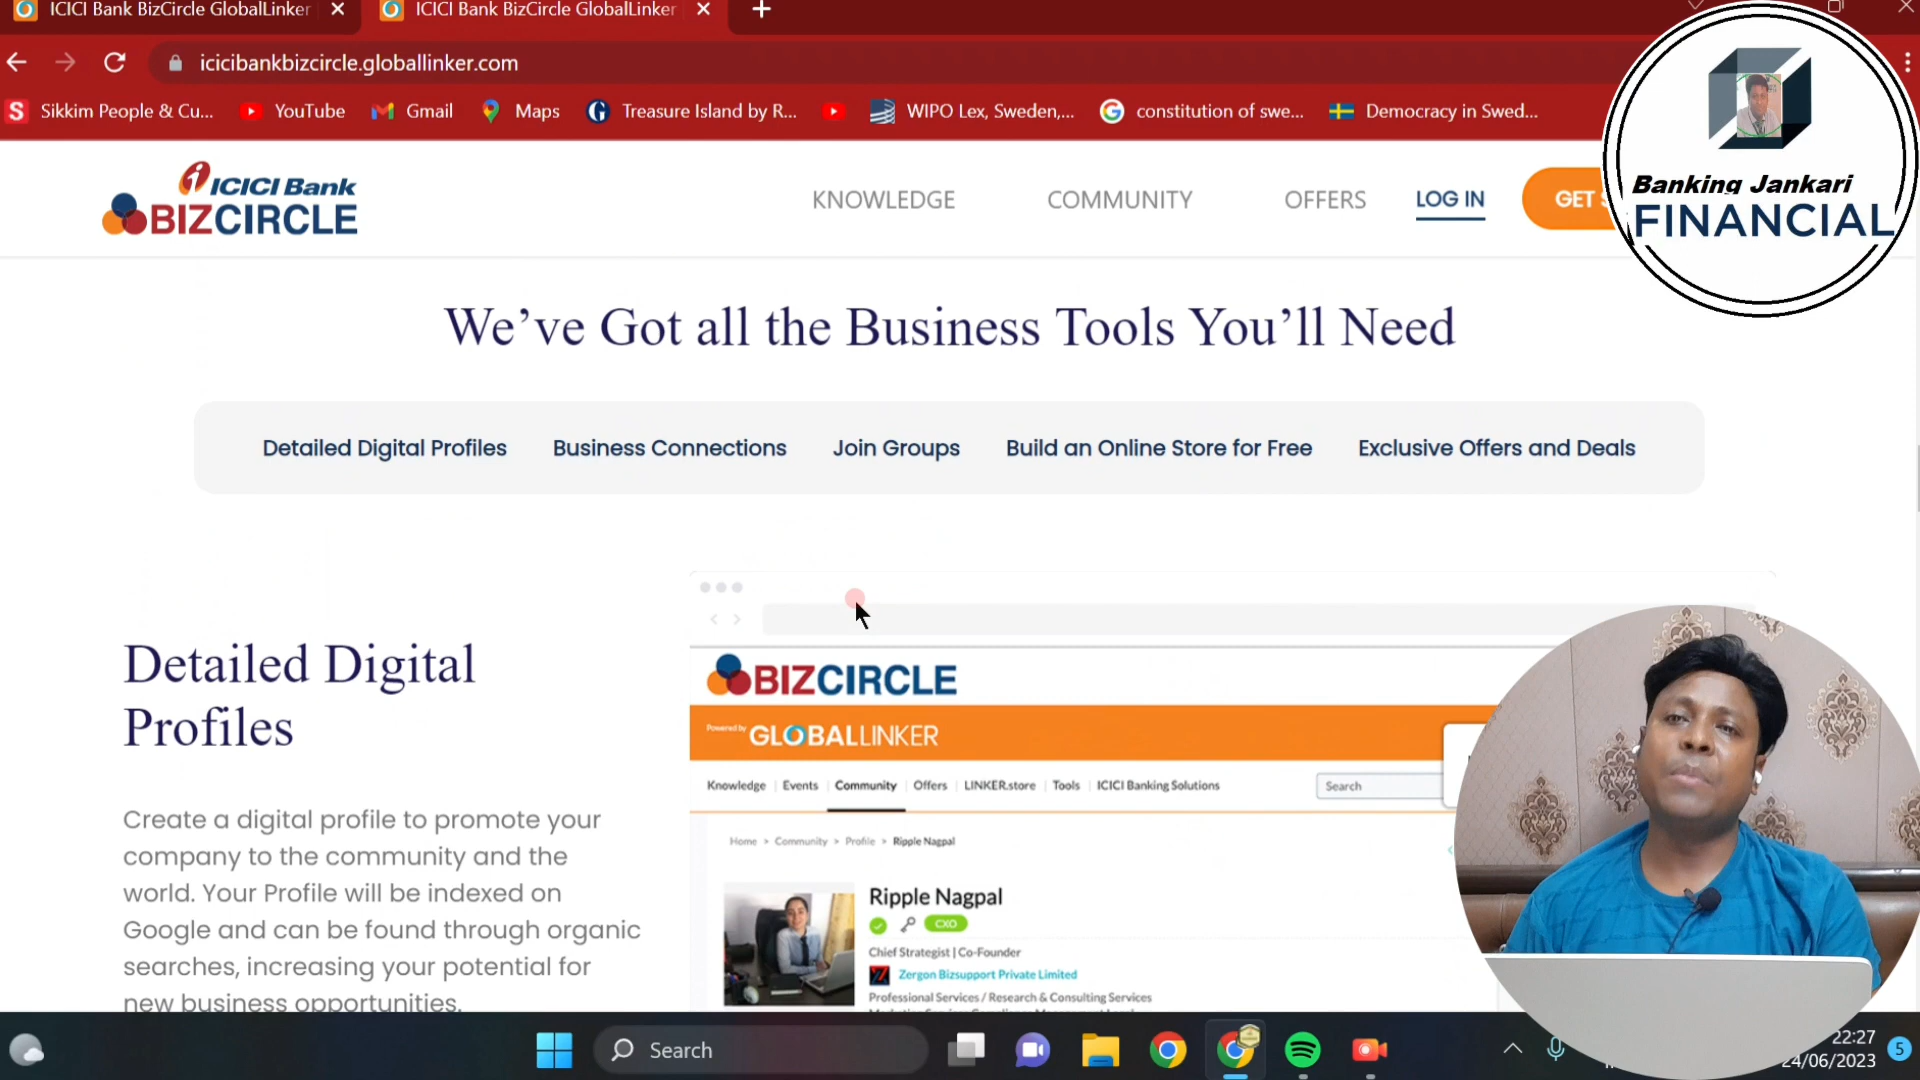 ICICI Bank BizCircle GlobalLinker
ICICI Bank BizCircle GlobalLinker
icicibankbizcircle.globallinker.com
Sikkim People & Cu...
YouTube
Gmail
Maps
Treasure Island by R...
WIPO Lex, Sweden,...
constitution of swe...
Democracy in Swed...
ICICI Bank
BIZCIRCLE
KNOWLEDGE
COMMUNITY
OFFERS
LOG IN
GET
Banking Jankari
FINANCIAL
We've Got all the Business Tools You'll Need
Detailed Digital Profiles
Business Connections
Join Groups
Build an Online Store for Free
Exclusive Offers and Deals
Detailed Digital
Profiles
Create a digital profile to promote your
company to the community and the
world. Your Profile will be indexed on
Google and can be found through organic
searches, increasing your potential for
new business opportunities.
BIZCIRCLE
Powered by
GLOBALLINKER
Knowledge
Events
Community
Offers
LINKER.store
Tools
ICICI Banking Solutions
Search
Home > Community > Profile > Ripple Nagpal
Ripple Nagpal
CXO
Chief Strategist | Co-Founder
Zergon Bizsupport Private Limited
Professional Services / Research & Consulting Services
Search
22:27
24/06/2023
5